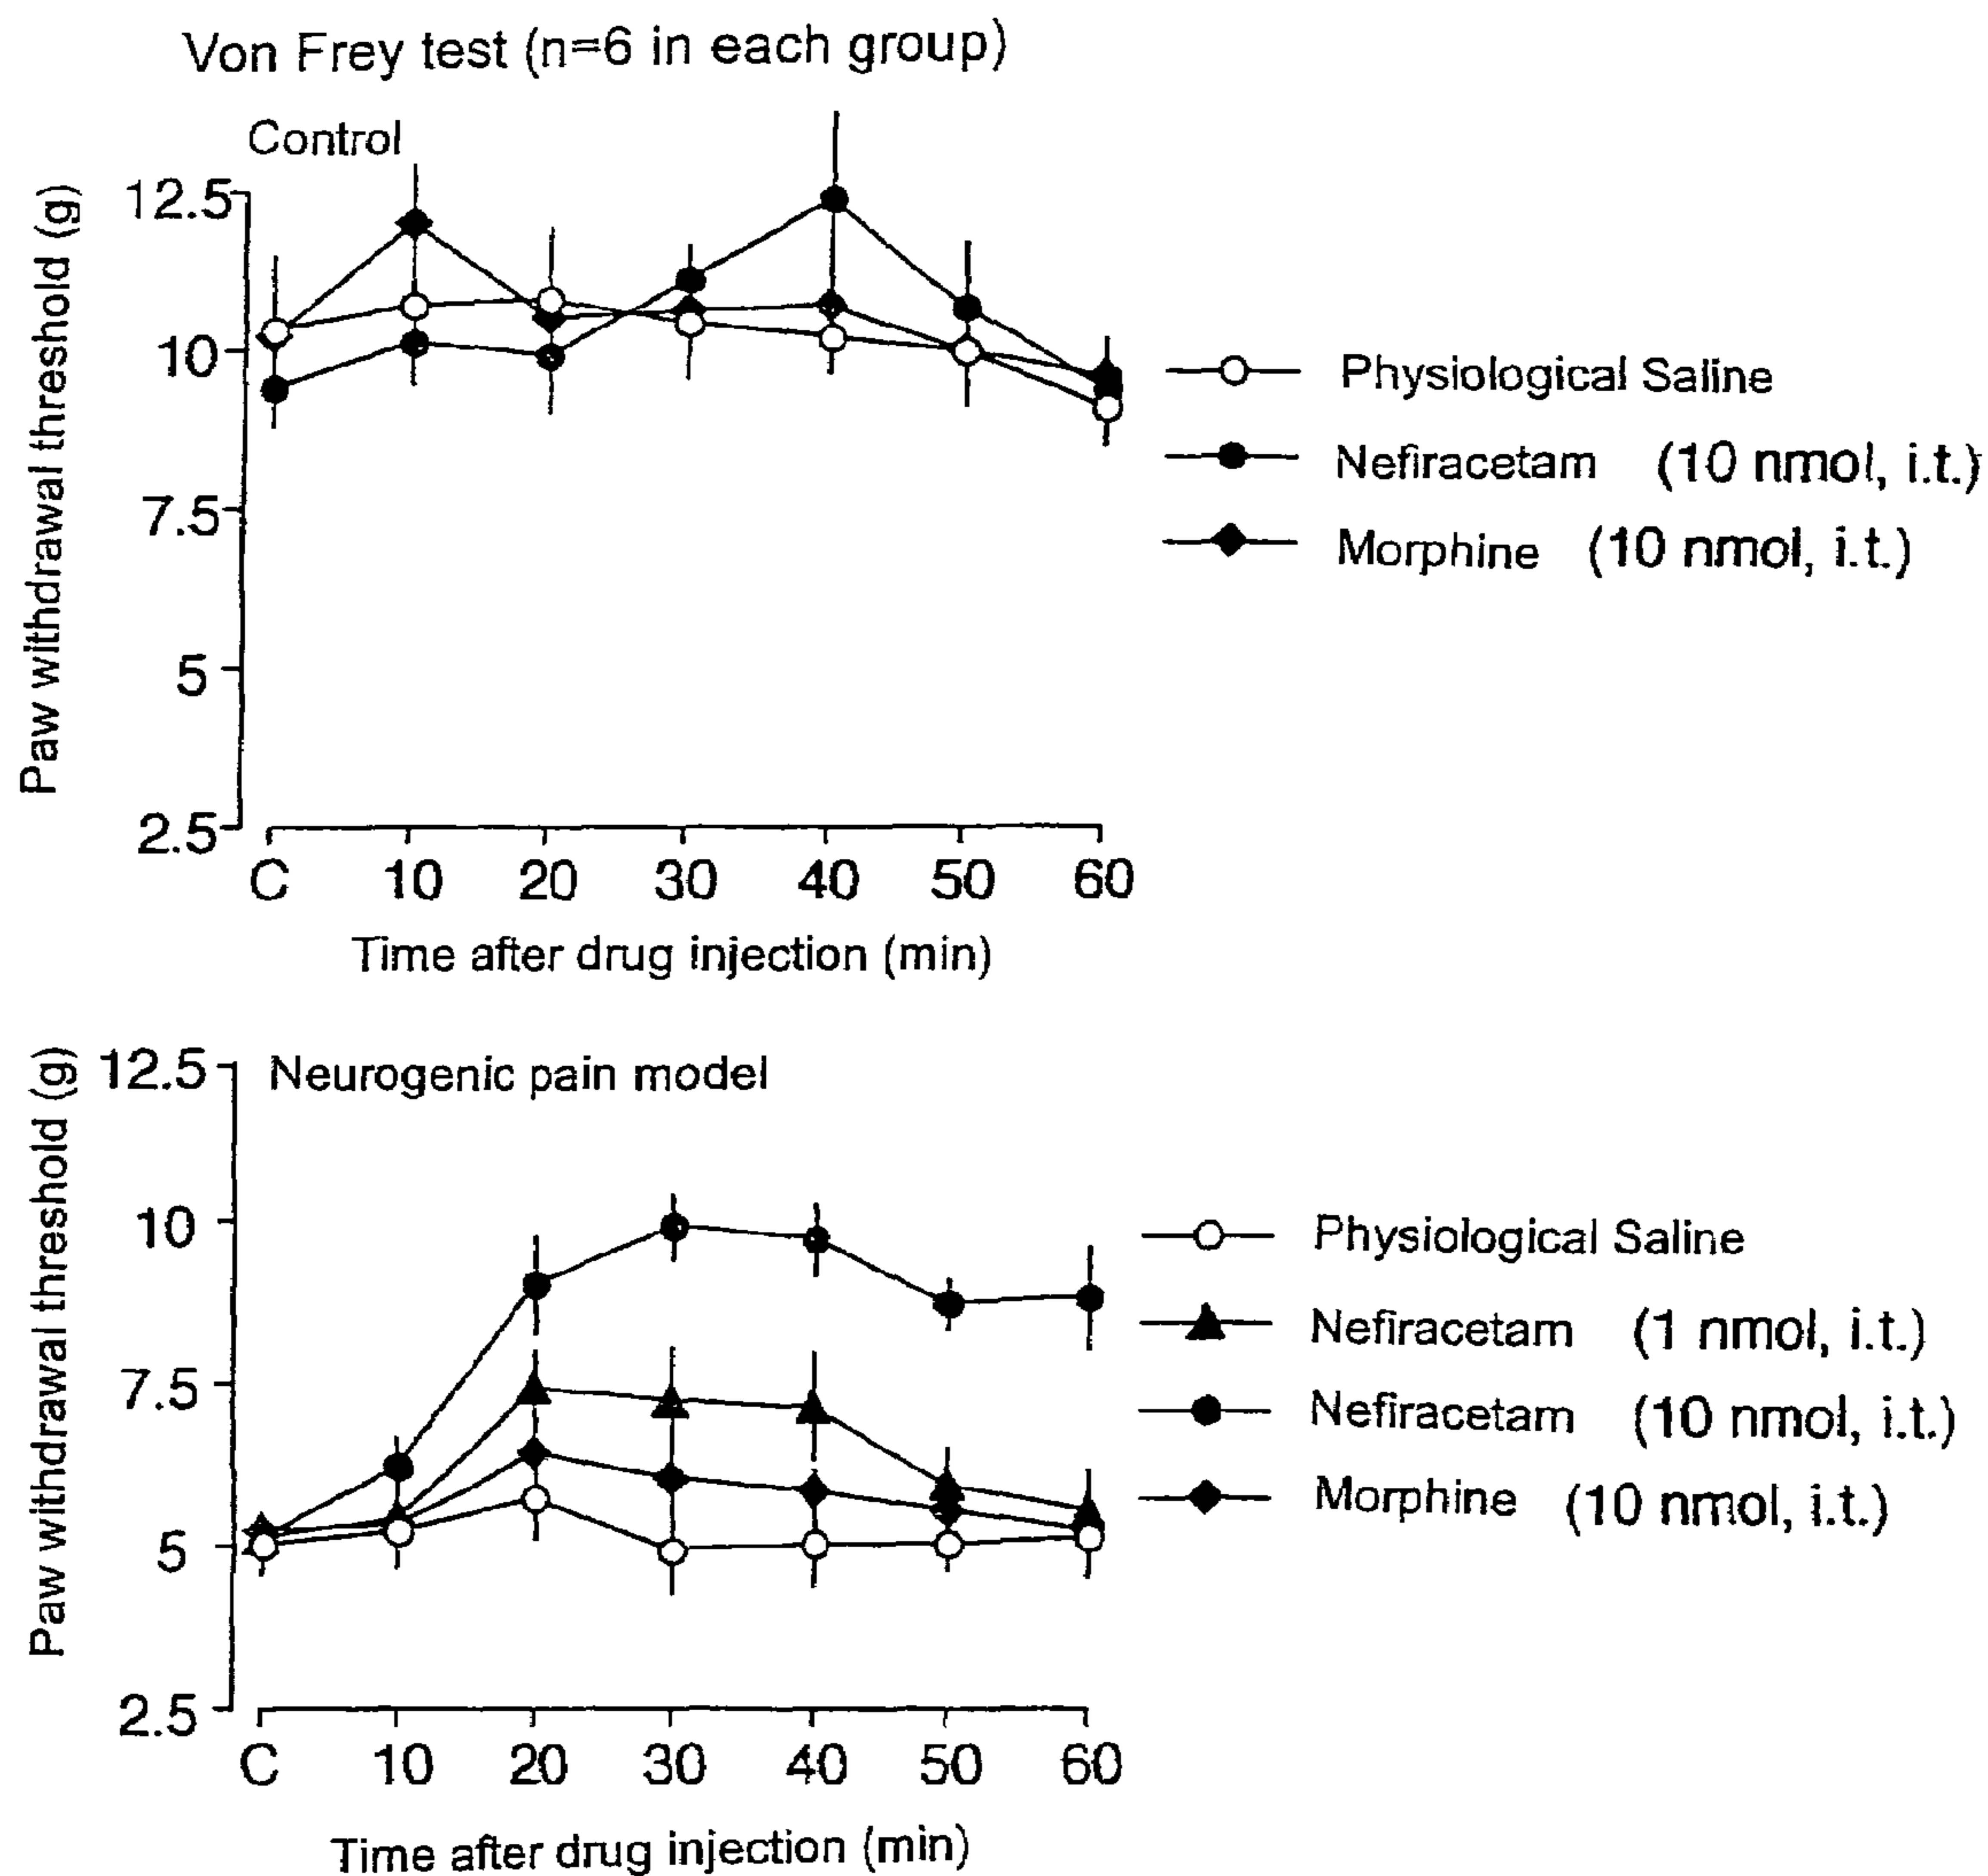 Von Frey test (n=6 in each group)
Control
Paw withdrawal threshold (g)
12.5
10
7.5
5
2.5
C 10 20 30 40 50 60
Time after drug injection (min)
Physiological Saline
Nefiracetam (10 nmol, i.t.)
Morphine (10 nmol, i.t.)
Neurogenic pain model
Paw withdrawal threshold (g)
12.5
10
7.5
5
2.5
C 10 20 30 40 50 60
Time after drug injection (min)
Physiological Saline
Nefiracetam (1 nmol, i.t.)
Nefiracetam (10 nmol, i.t.)
Morphine (10 nmol, i.t.)